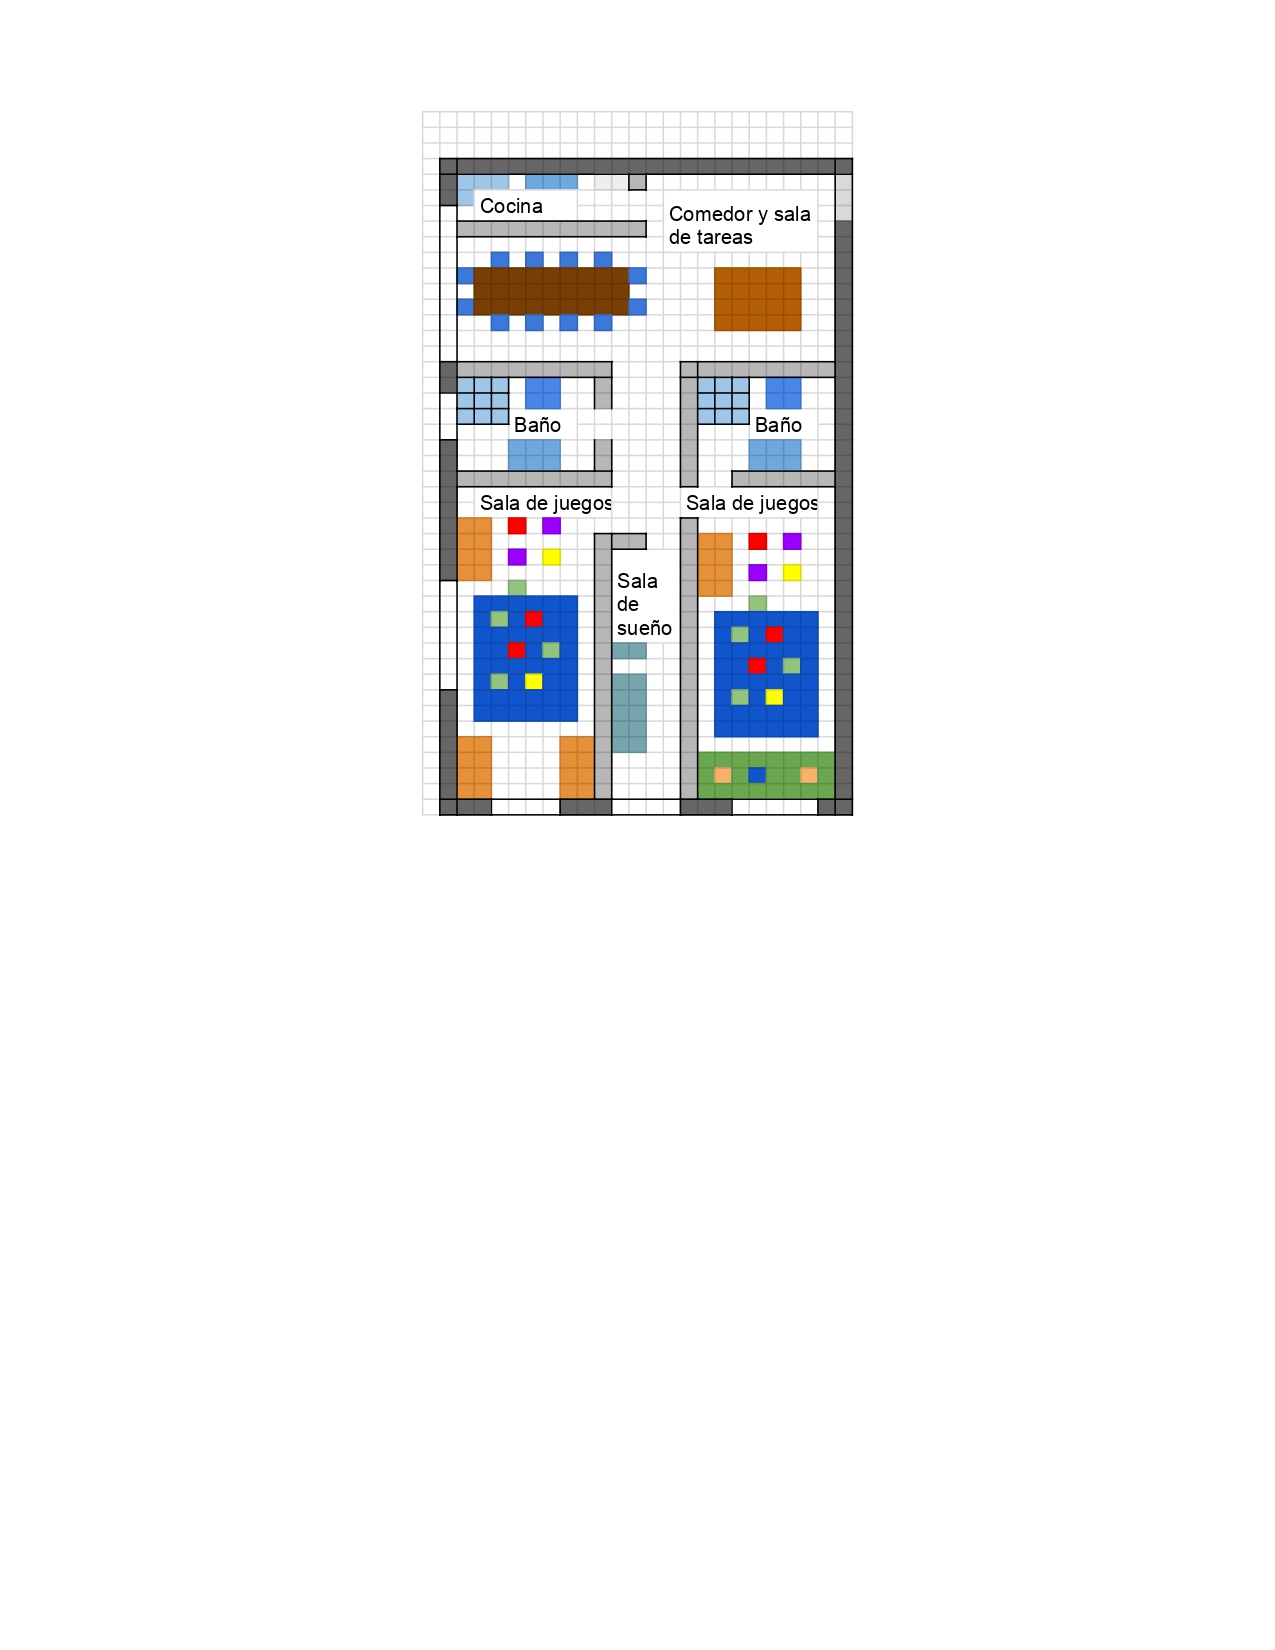 Cocina
Comedor y sala
de tareas
Baño
Baño
Sala de juegos
Sala de juegos
Sala
de
sueño